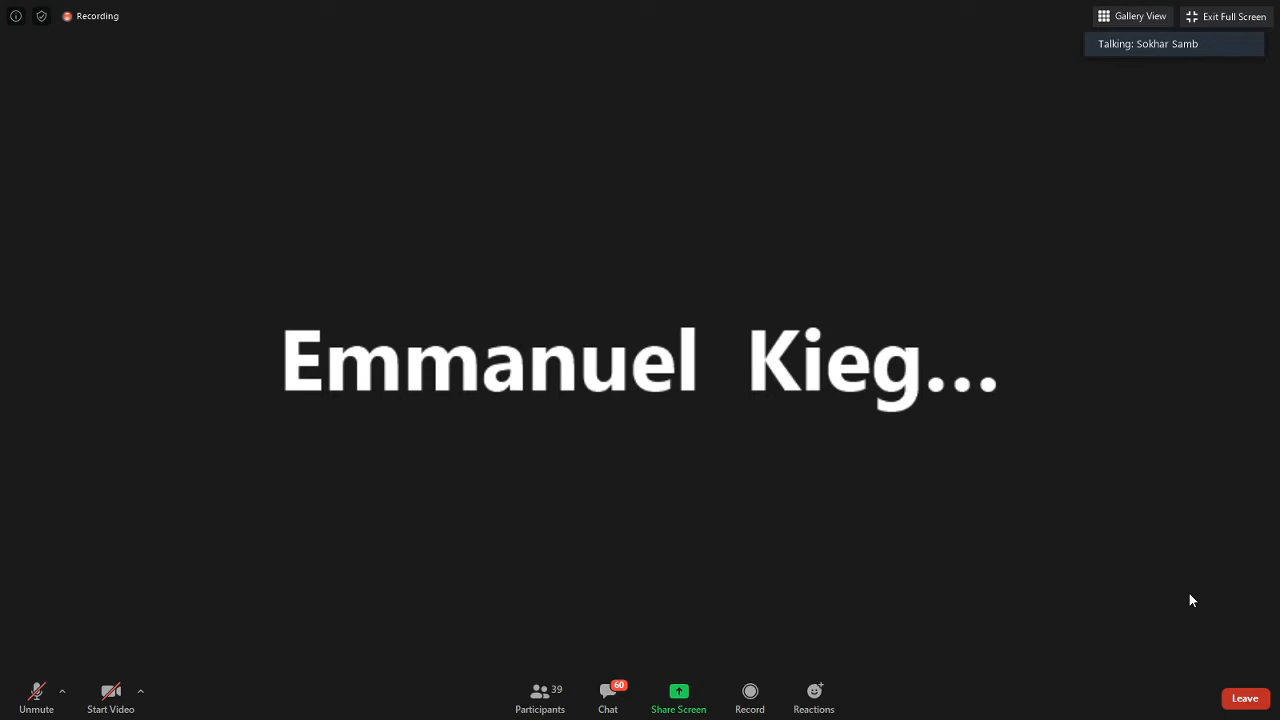 Recording
Gallery View
Exit Full Screen
Talking: Sokhar Samb
Emmanuel Kieg...
Unmute
Start Video
39
Participants
60
Chat
Share Screen
Record
Reactions
Leave